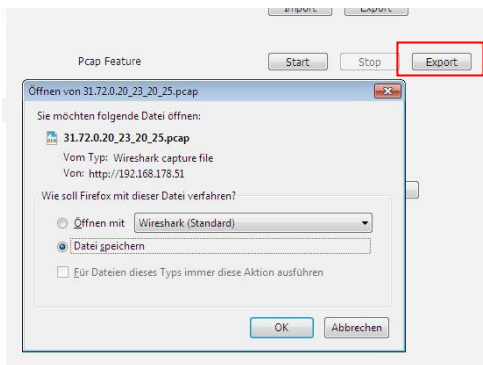 Import Export
Pcap Feature Start Stop Export
Öffnen von 31.72.0.20_23_20_25.pcap
Sie möchten folgende Datei öffnen:
31.72.0.20_23_20_25.pcap
Vom Typ: Wireshark capture file
Von: http://192.168.178.51
Wie soll Firefox mit dieser Datei verfahren?
Öffnen mit Wireshark (Standard)
Datei speichern
Für Dateien dieses Typs immer diese Aktion ausführen
OK Abbrechen